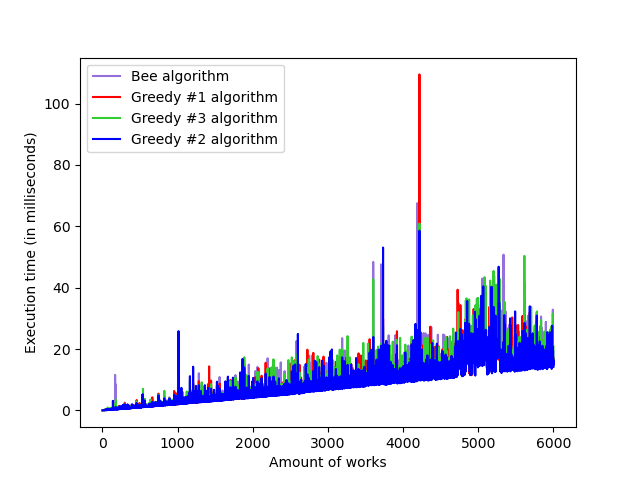 Bee algorithm
Greedy #1 algorithm
Greedy #3 algorithm
Greedy #2 algorithm
100
80
60
40
20
0
Execution time (in milliseconds)
0 1000 2000 3000 4000 5000 6000
Amount of works